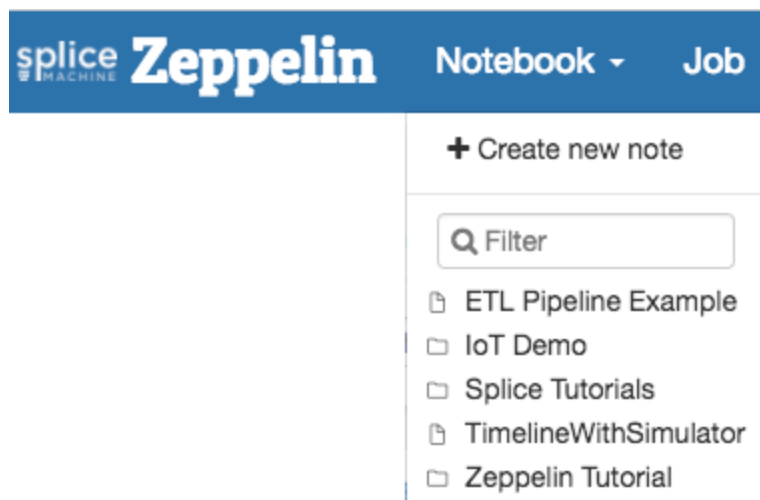 splice MACHINE Zeppelin Notebook Job
Create new note
Filter
ETL Pipeline Example
IoT Demo
Splice Tutorials
TimelineWithSimulator
Zeppelin Tutorial